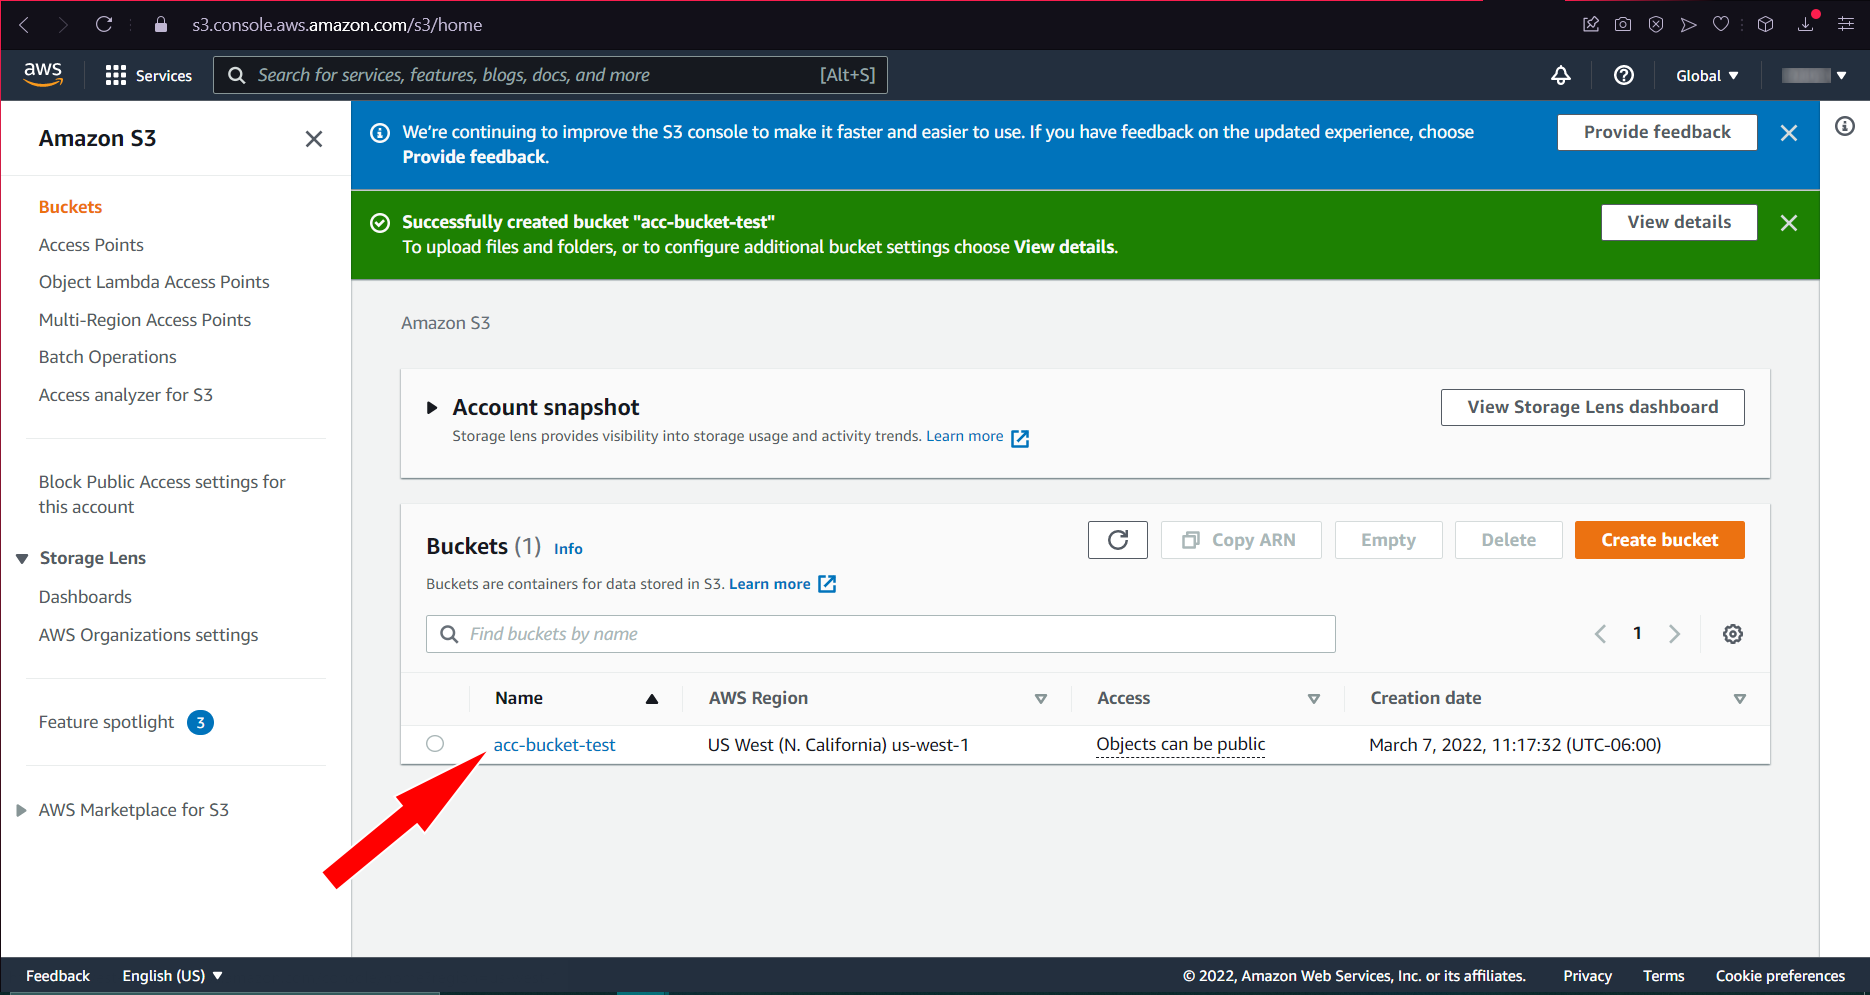 s3.console.aws.amazon.com/s3/home
aws
Services
Search for services, features, blogs, docs, and more
[Alt+S]
Global
Amazon S3
Buckets
Access Points
Object Lambda Access Points
Multi-Region Access Points
Batch Operations
Access analyzer for S3
Block Public Access settings for
this account
Storage Lens
Dashboards
AWS Organizations settings
Feature spotlight 3
AWS Marketplace for S3
We're continuing to improve the S3 console to make it faster and easier to use. If you have feedback on the updated experience, choose
Provide feedback.
Provide feedback
Successfully created bucket "acc-bucket-test"
To upload files and folders, or to configure additional bucket settings choose View details.
View details
Amazon S3
Account snapshot
Storage lens provides visibility into storage usage and activity trends. Learn more
View Storage Lens dashboard
Buckets (1) Info
Copy ARN
Empty
Delete
Create bucket
Buckets are containers for data stored in S3. Learn more
Find buckets by name
1
Name AWS Region Access Creation date
acc-bucket-test US West (N. California) us-west-1 Objects can be public March 7, 2022, 11:17:32 (UTC-06:00)
Feedback English (US) © 2022, Amazon Web Services, Inc. or its affiliates. Privacy Terms Cookie preferences